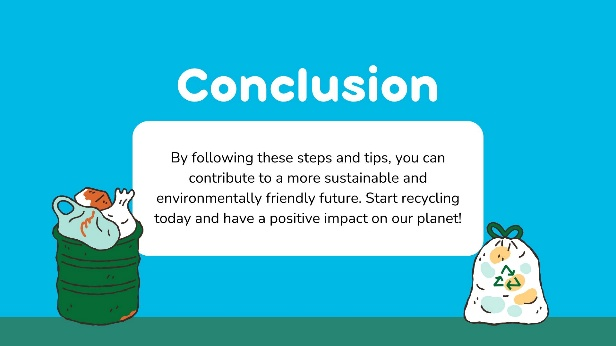 Conclusion
By following these steps and tips, you can
contribute to a more sustainable and
environmentally friendly future. Start recycling
today and have a positive impact on our planet!